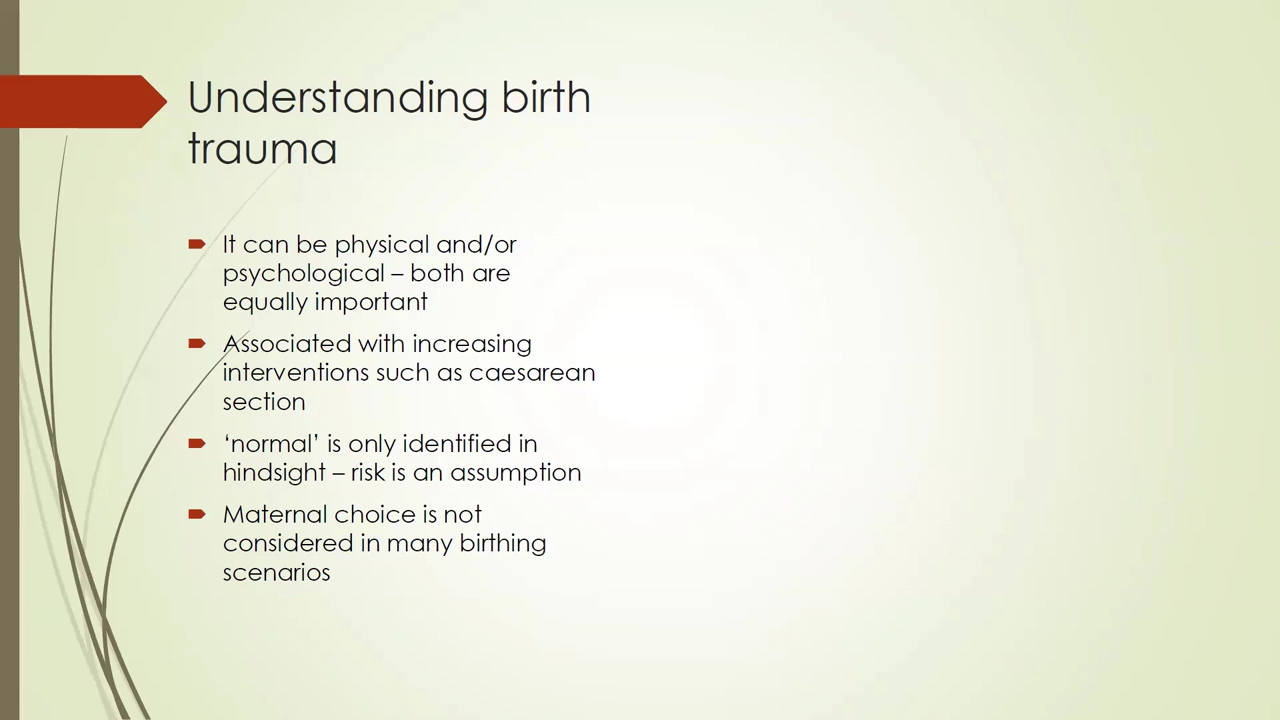 Understanding birth
trauma
It can be physical and/or
psychological – both are
equally important
Associated with increasing
interventions such as caesarean
section
‘normal’ is only identified in
hindsight – risk is an assumption
Maternal choice is not
considered in many birthing
scenarios